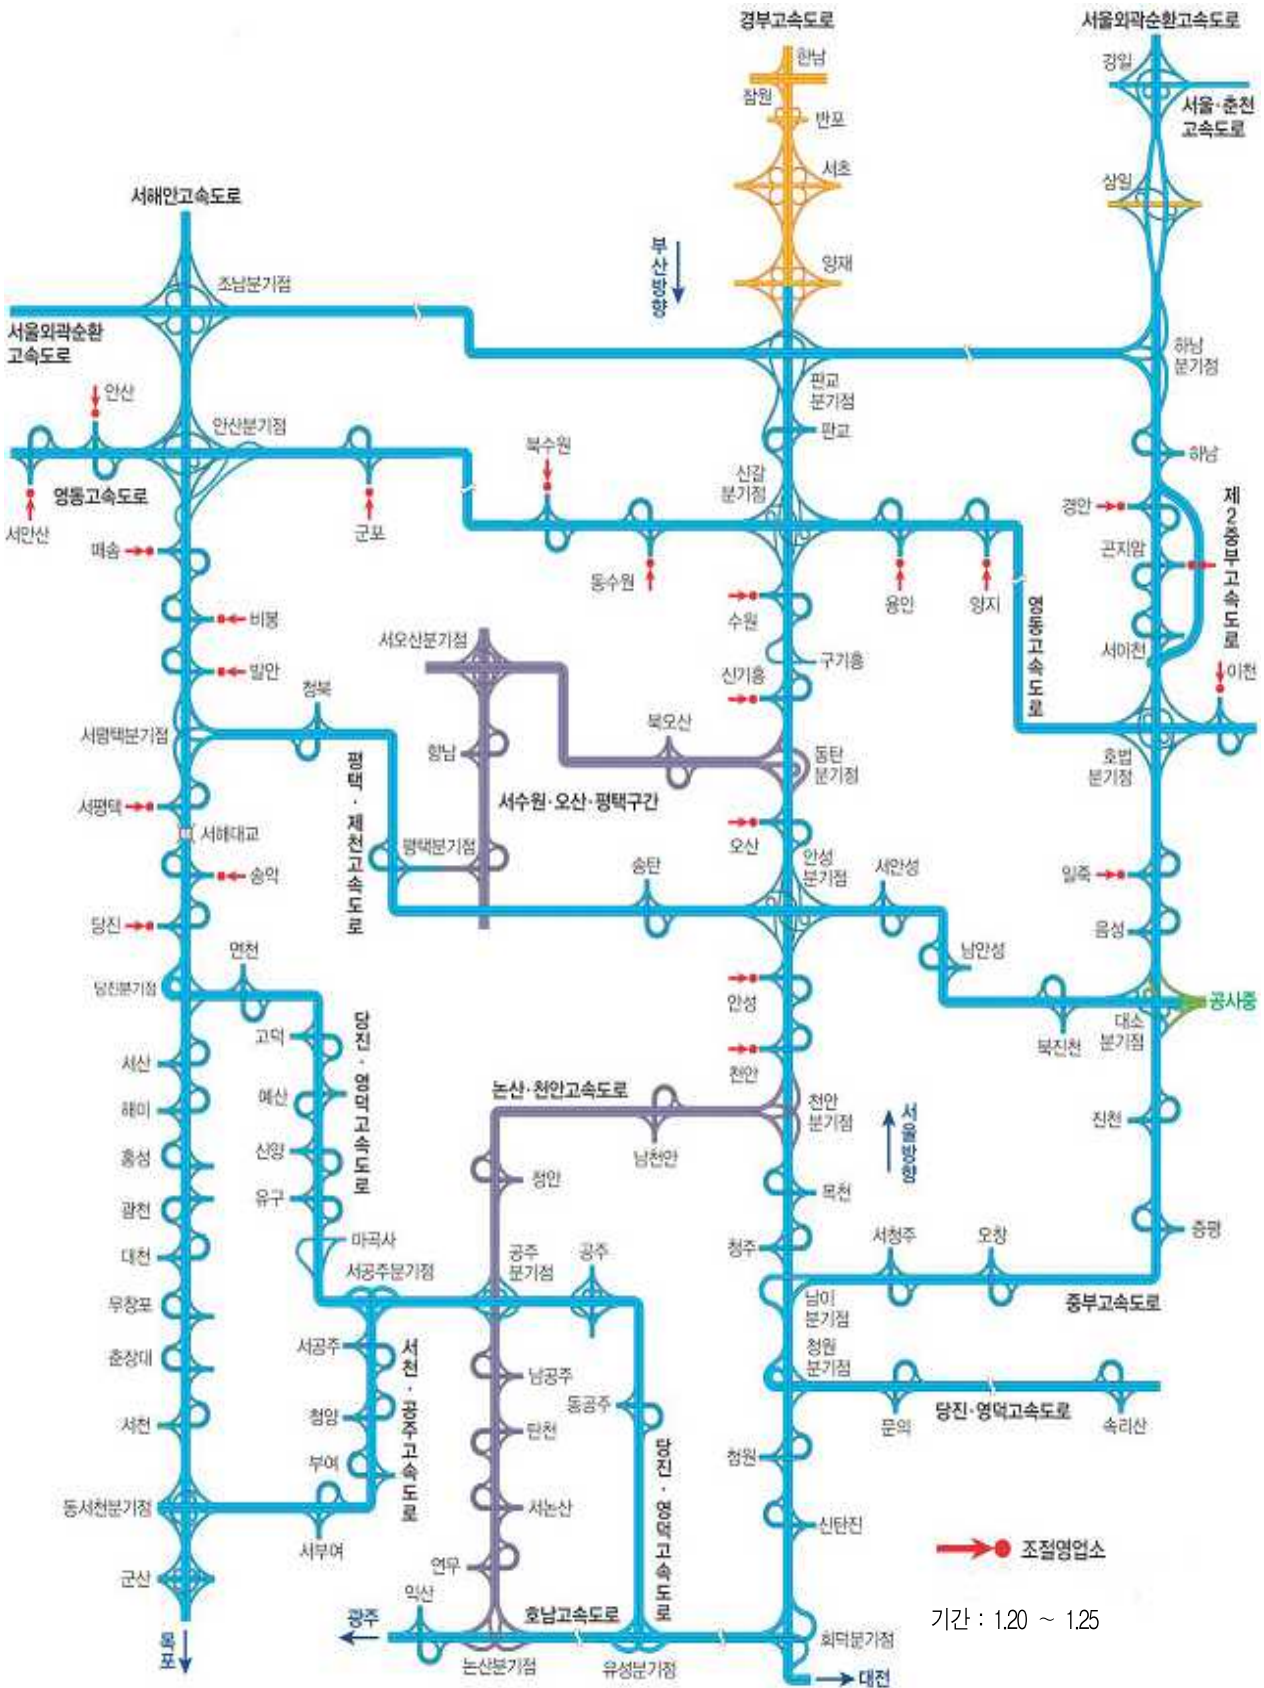 경부고속도로
서울외곽순환고속도로
한남
강일
잠원
반포
서울·춘천
고속도로
서초
상일
서해안고속도로
부산방향
양재
조남분기점
서울외곽순환
고속도로
하남
분기점
판교
분기점
안산
안산분기점
판교
북수원
하남
신갈
분기점
영동고속도로
제2중부고속도로
경안
서안산
군포
매송
곤지암
동수원
용인
양지
영동고속도로
비봉
수원
서오산분기점
구기흥
서이천
이천
발안
신기흥
청북
북오산
서평택분기점
향남
동탄
분기점
호법
분기점
평택·제천고속도로
서수원·오산·평택구간
서평택
서해대교
평택분기점
오산
안성
분기점
송탄
서안성
일죽
송악
당진
음성
면천
남안성
당진분기점
안성
공사중
대소
분기점
북진천
고덕
당진·영덕고속도로
서산
천안
논산·천안고속도로
예산
해미
천안
분기점
서울방향
진천
신양
홍성
남천안
정안
목천
유구
광천
증평
마곡사
대천
청주
서청주
오창
공주
분기점
공주
서공주분기점
무창포
남이
분기점
중부고속도로
서공주
서천·공주고속도로
춘장대
청원
분기점
남공주
동공주
당진·영덕고속도로
문의
속리산
청양
서천
탄천
당진·영덕고속도로
청원
부여
동서천분기점
서논산
신탄진
서부여
조절영업소
군산
연무
익산
기간 : 1.20 ~ 1.25
광주
호남고속도로
목포
논산분기점
유성분기점
회덕분기점
대전